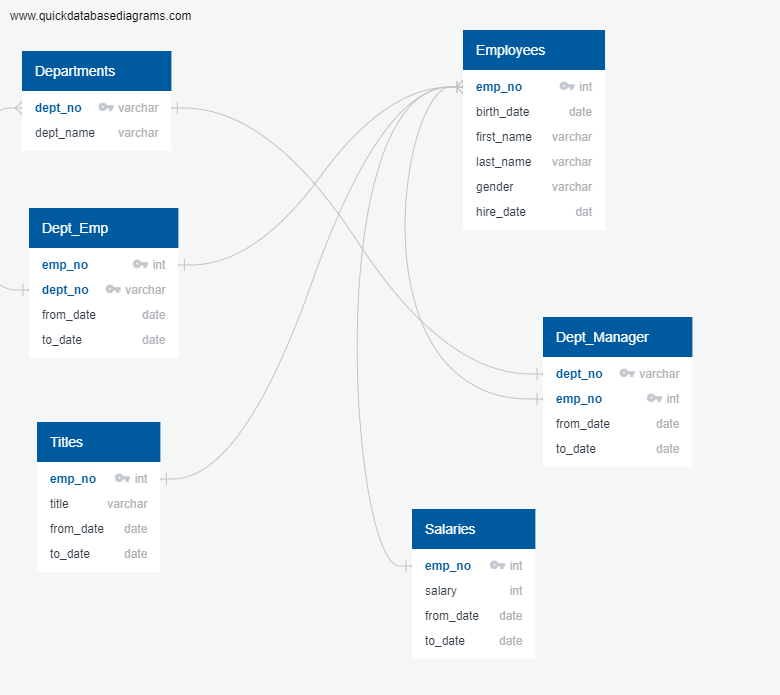 www.quickdatabasediagrams.com
Departments
dept_no varchar
dept_name varchar
Employees
emp_no int
birth_date date
first_name varchar
last_name varchar
gender varchar
hire_date dat
Dept_Emp
emp_no int
dept_no varchar
from_date date
to_date date
Dept_Manager
dept_no varchar
emp_no int
from_date date
to_date date
Titles
emp_no int
title varchar
from_date date
to_date date
Salaries
emp_no int
salary int
from_date date
to_date date